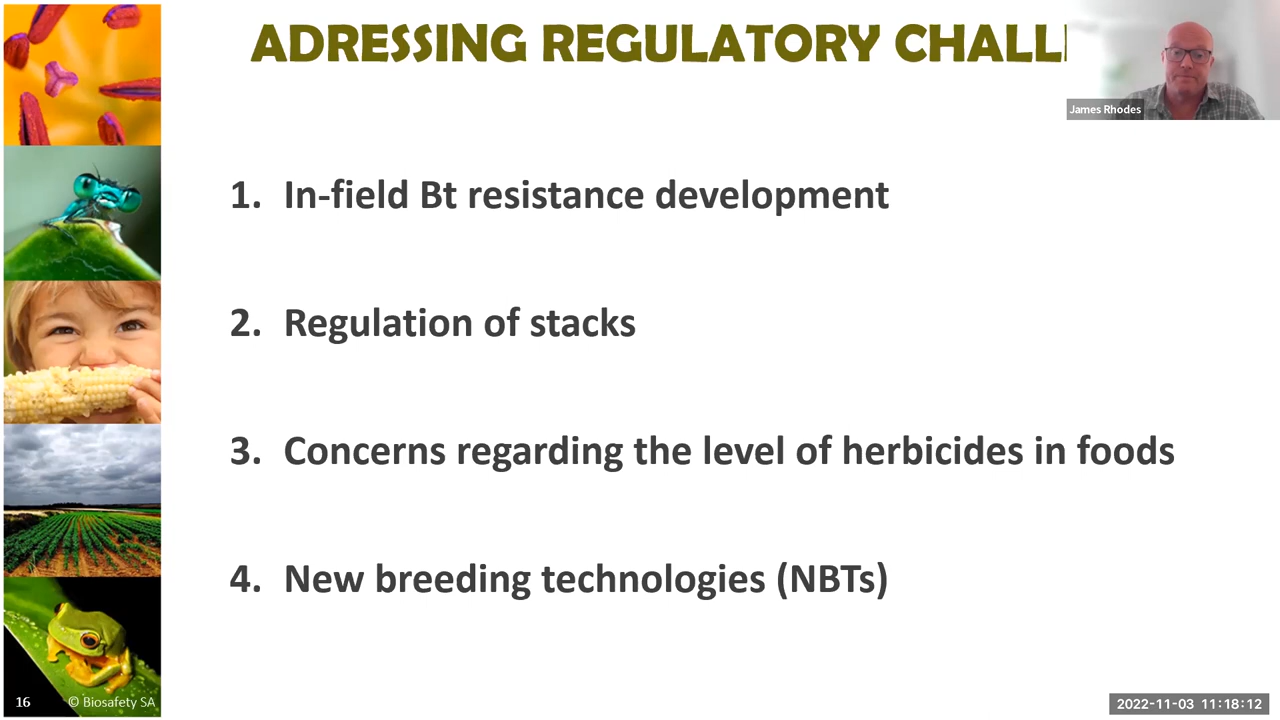 ADRESSING REGULATORY CHALL
James Rhodes
1. In-field Bt resistance development
2. Regulation of stacks
3. Concerns regarding the level of herbicides in foods
4. New breeding technologies (NBTs)
16 © Biosafety SA
2022-11-03 11:18:12